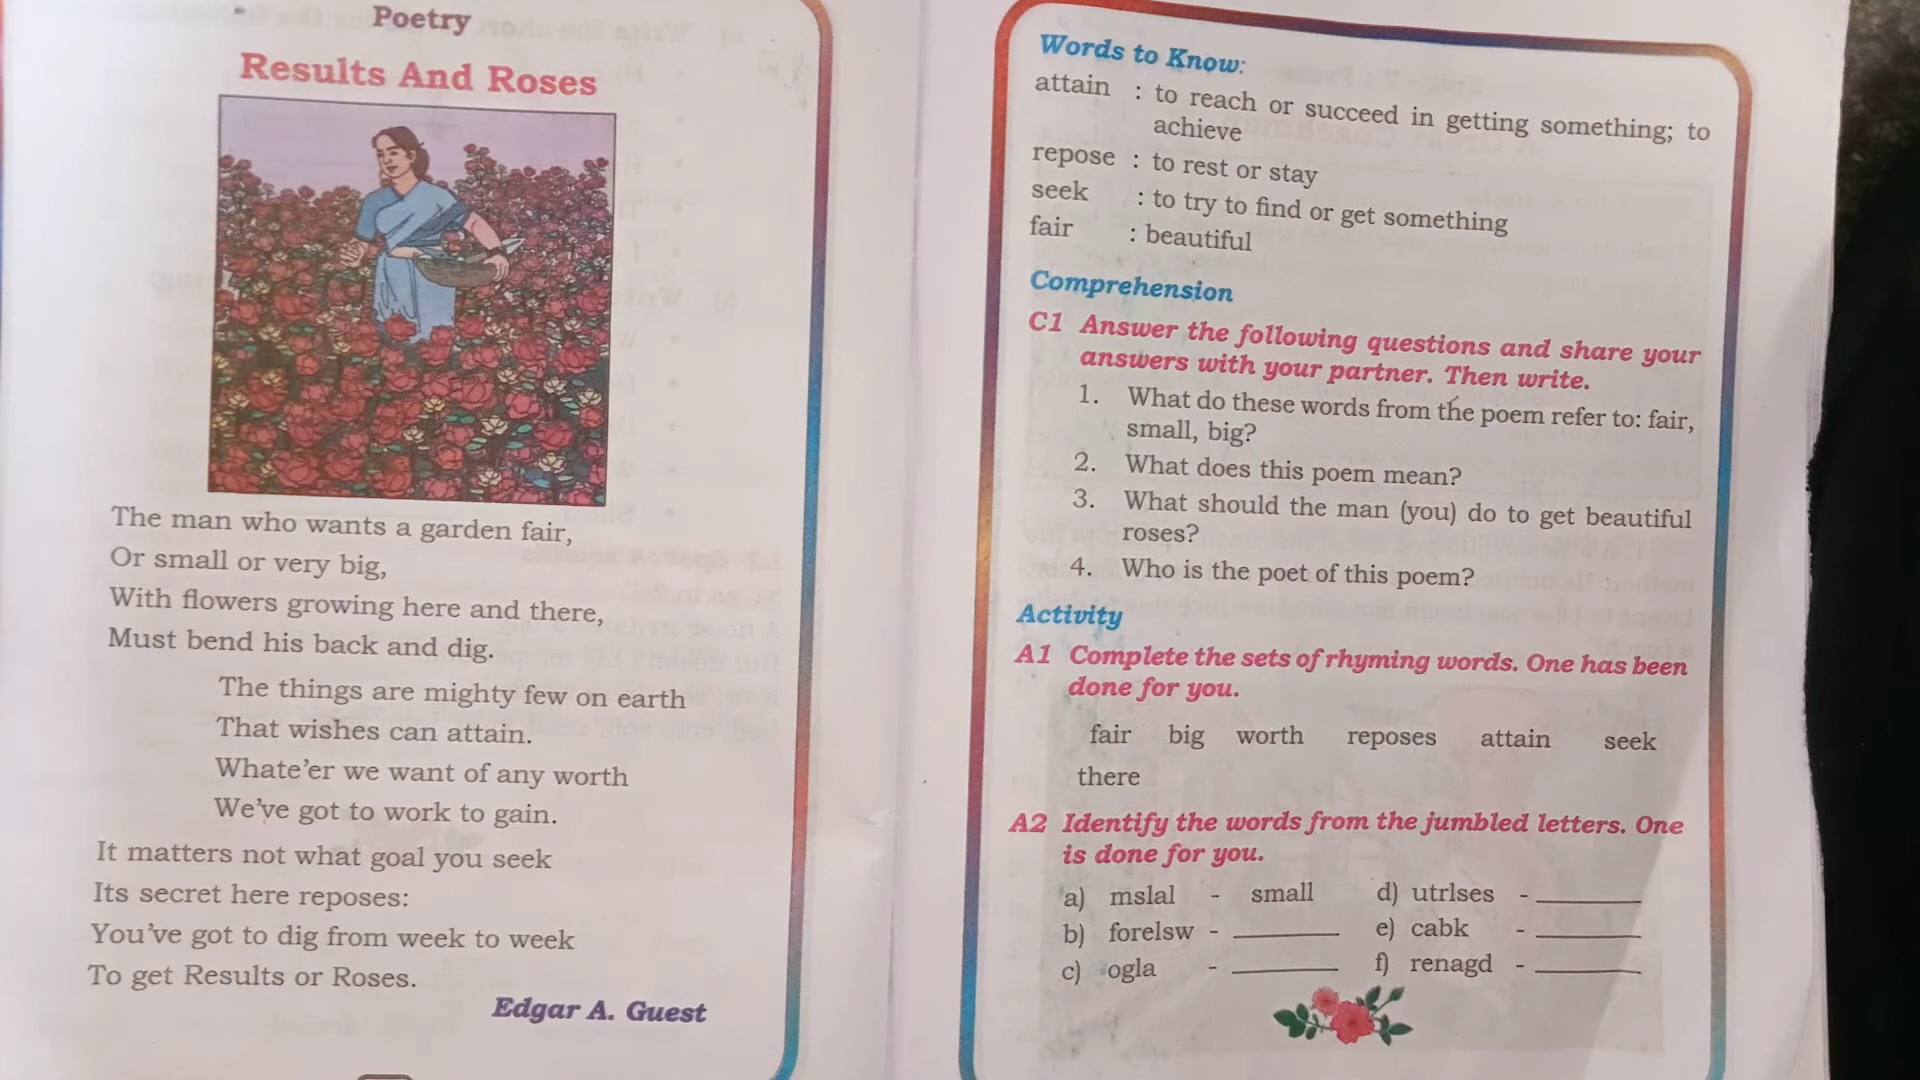 Poetry
Results And Roses
The man who wants a garden fair,
Or small or very big,
With flowers growing here and there,
Must bend his back and dig.
The things are mighty few on earth
That wishes can attain.
Whate'er we want of any worth
We've got to work to gain.
It matters not what goal you seek
Its secret here reposes:
You've got to dig from week to week
To get Results or Roses.
Edgar A. Guest
Words to Know:
attain : to reach or succeed in getting something; to
achieve
repose : to rest or stay
seek : to try to find or get something
fair : beautiful
Comprehension
C1 Answer the following questions and share your
answers with your partner. Then write.
1. What do these words from the poem refer to: fair,
small, big?
2. What does this poem mean?
3. What should the man (you) do to get beautiful
roses?
4. Who is the poet of this poem?
Activity
A1 Complete the sets of rhyming words. One has been
done for you.
fair big worth reposes attain seek
there
A2 Identify the words from the jumbled letters. One
is done for you.
a) mslal - small d) utrlses - ________
b) forelsw - ________ e) cabk - ________
c) ogla - ________ f) renagd - ________